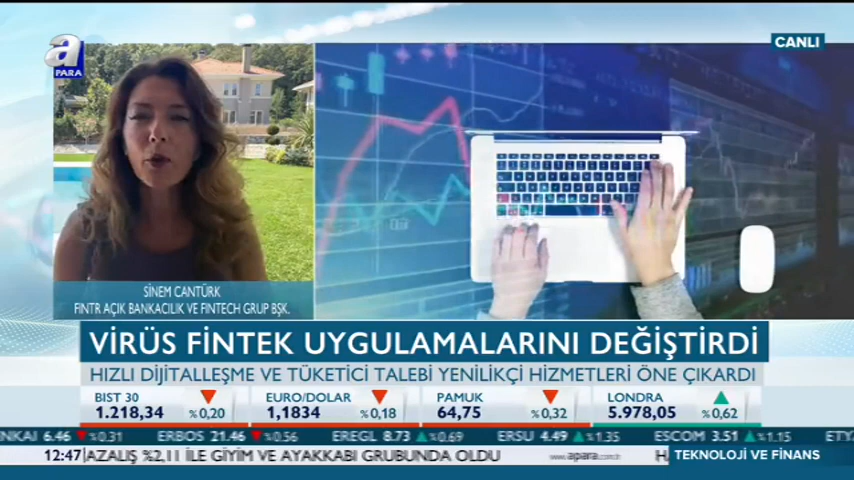 a
PARA
CANLI
SİNEM CANTÜRK
FINTR AÇIK BANKACILIK VE FINTECH GRUP BŞK.
VİRÜS FİNTEK UYGULAMALARINI DEĞİŞTİRDİ
HIZLI DİJİTALLEŞME VE TÜKETİCİ TALEBİ YENİLİKÇİ HİZMETLERİ ÖNE ÇIKARDI
BIST 30 EURO/DOLAR PAMUK LONDRA
1.218,34 %0,20 1,1834 %0,18 64,75 %0,32 5.978,05 %0,62
NKAI 6.46 %0.31 ERBOS 21.46 %0.56 EREGL 8.73 %0.69 ERSU 4.49 %1.35 ESCOM 3.51 %1.15 ETY
12:47 AZALIŞ %2,11 İLE GİYİM VE AYAKKABI GRUBUNDA OLDU www.apara.com.tr HA TEKNOLOJİ VE FİNANS